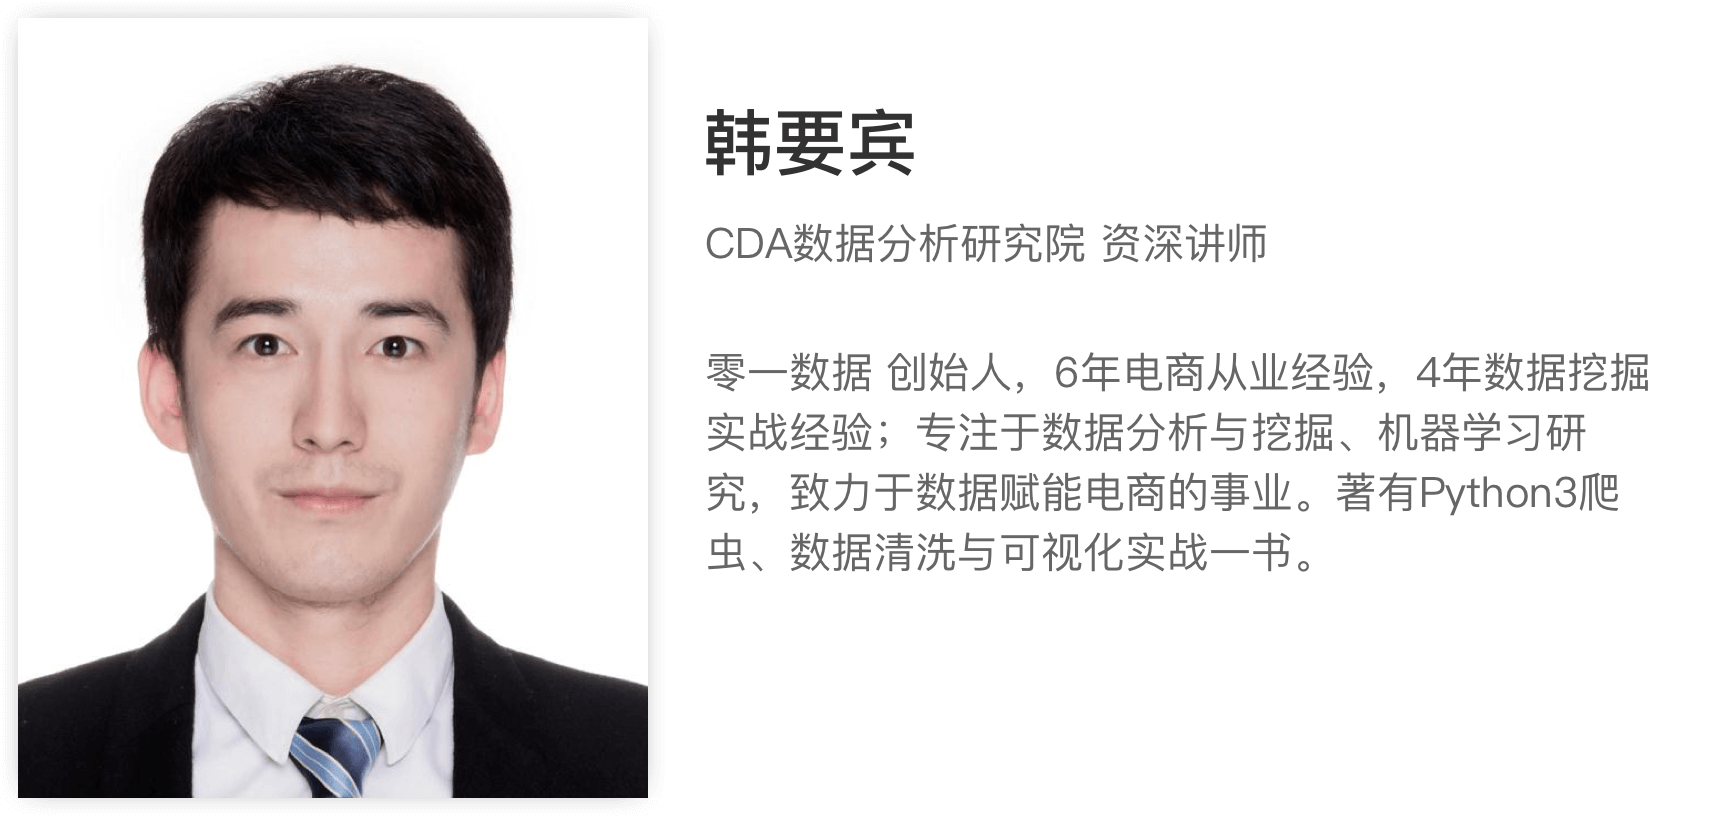 韩要宾
CDA数据分析研究院 资深讲师
零一数据 创始人，6年电商从业经验，4年数据挖掘
实战经验；专注于数据分析与挖掘、机器学习研
究，致力于数据赋能电商的事业。著有Python3爬
虫、数据清洗与可视化实战一书。